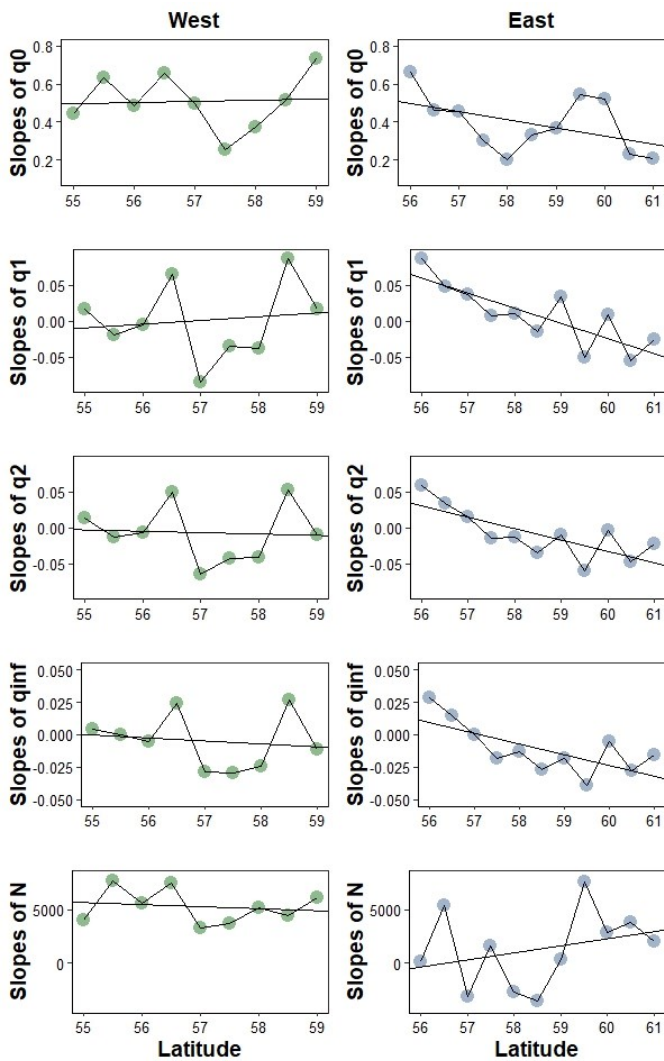 West East
Slopes of q0
0.8
0.6
0.4
0.2
55 56 57 58 59
Slopes of q0
0.8
0.6
0.4
0.2
56 57 58 59 60 61
Slopes of q1
0.05
0.00
-0.05
55 56 57 58 59
Slopes of q1
0.05
0.00
-0.05
56 57 58 59 60 61
Slopes of q2
0.05
0.00
-0.05
55 56 57 58 59
Slopes of q2
0.05
0.00
-0.05
56 57 58 59 60 61
Slopes of qinf
0.050
0.025
0.000
-0.025
-0.050
55 56 57 58 59
Slopes of qinf
0.050
0.025
0.000
-0.025
-0.050
56 57 58 59 60 61
Slopes of N
5000
0
55 56 57 58 59
Latitude
Slopes of N
5000
0
56 57 58 59 60 61
Latitude